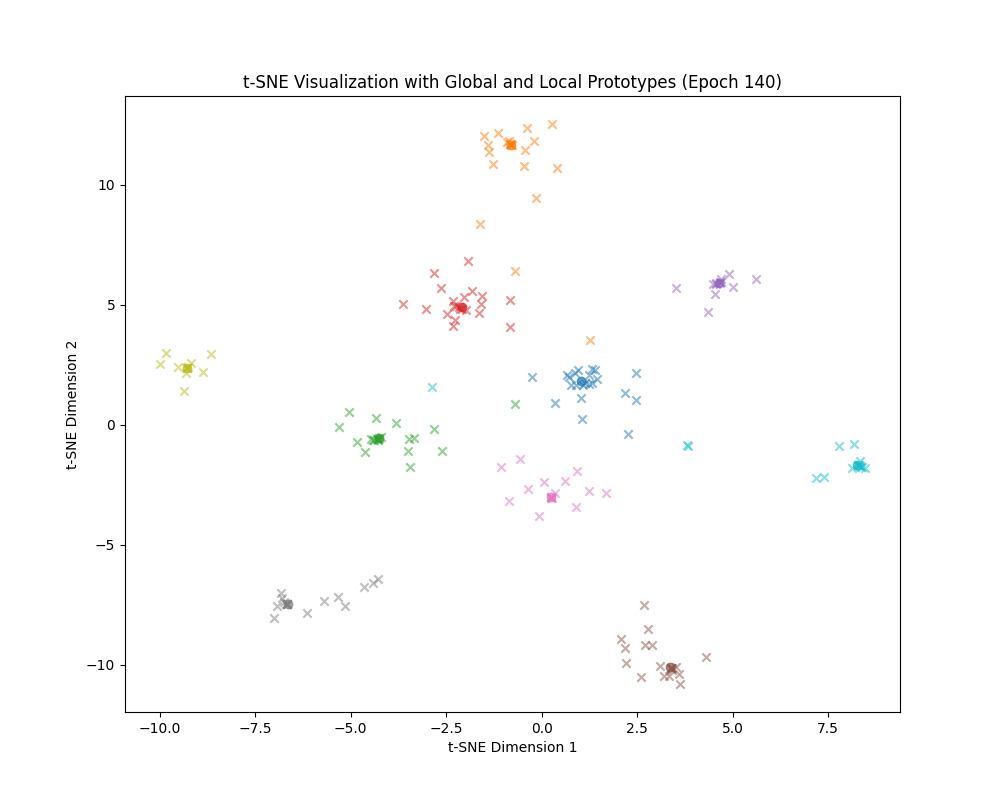 t-SNE Visualization with Global and Local Prototypes (Epoch 140)
10
5
0
−5
−10
t-SNE Dimension 2
−10.0 −7.5 −5.0 −2.5 0.0 2.5 5.0 7.5
t-SNE Dimension 1